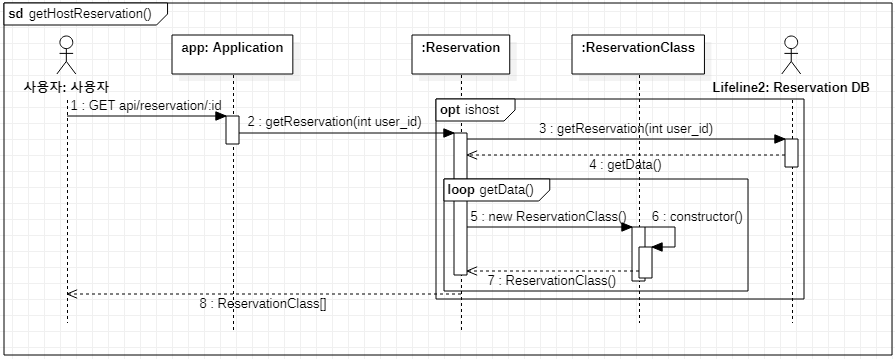 sd getHostReservation()
app: Application
:Reservation
:ReservationClass
사용자: 사용자
Lifeline2: Reservation DB
1 : GET api/reservation/:id
opt ishost
2 : getReservation(int user_id)
3 : getReservation(int user_id)
4 : getData()
loop getData()
5 : new ReservationClass()
6 : constructor()
7 : ReservationClass()
8 : ReservationClass[]